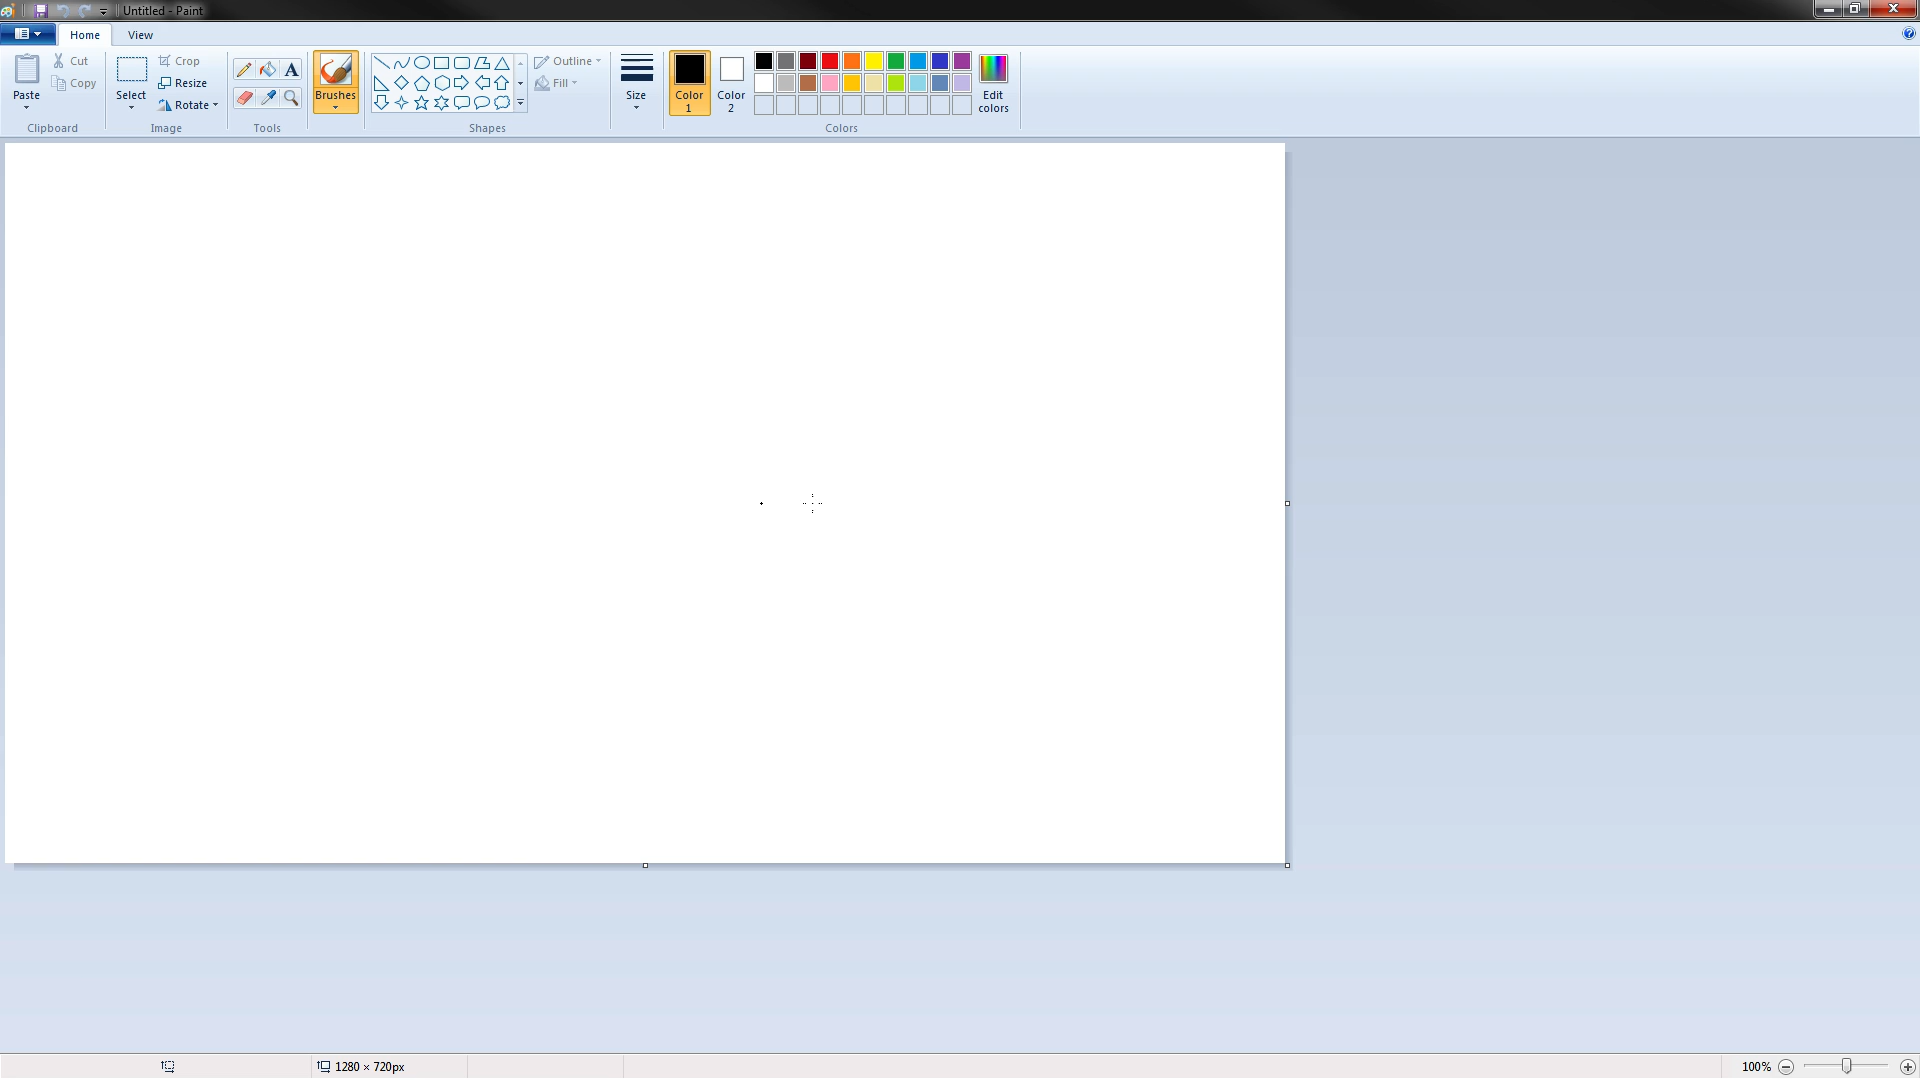 Untitled - Paint
Home View
Paste
Cut
Copy
Clipboard
Select
Crop
Resize
Rotate
Image
A
Tools
Brushes
Shapes
Outline
Fill
Size
Color 1
Color 2
Edit colors
Colors
1280 × 720px
100%